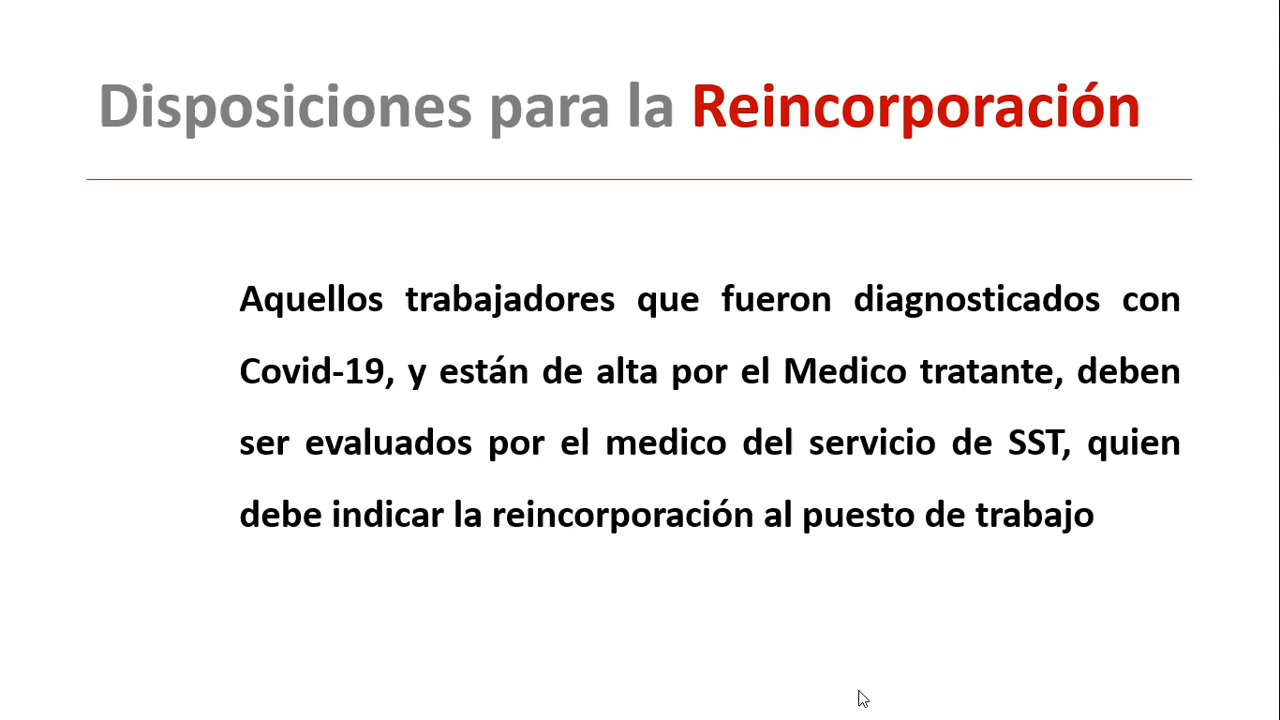 Disposiciones para la Reincorporación
Aquellos trabajadores que fueron diagnosticados con
Covid-19, y están de alta por el Medico tratante, deben
ser evaluados por el medico del servicio de SST, quien
debe indicar la reincorporación al puesto de trabajo